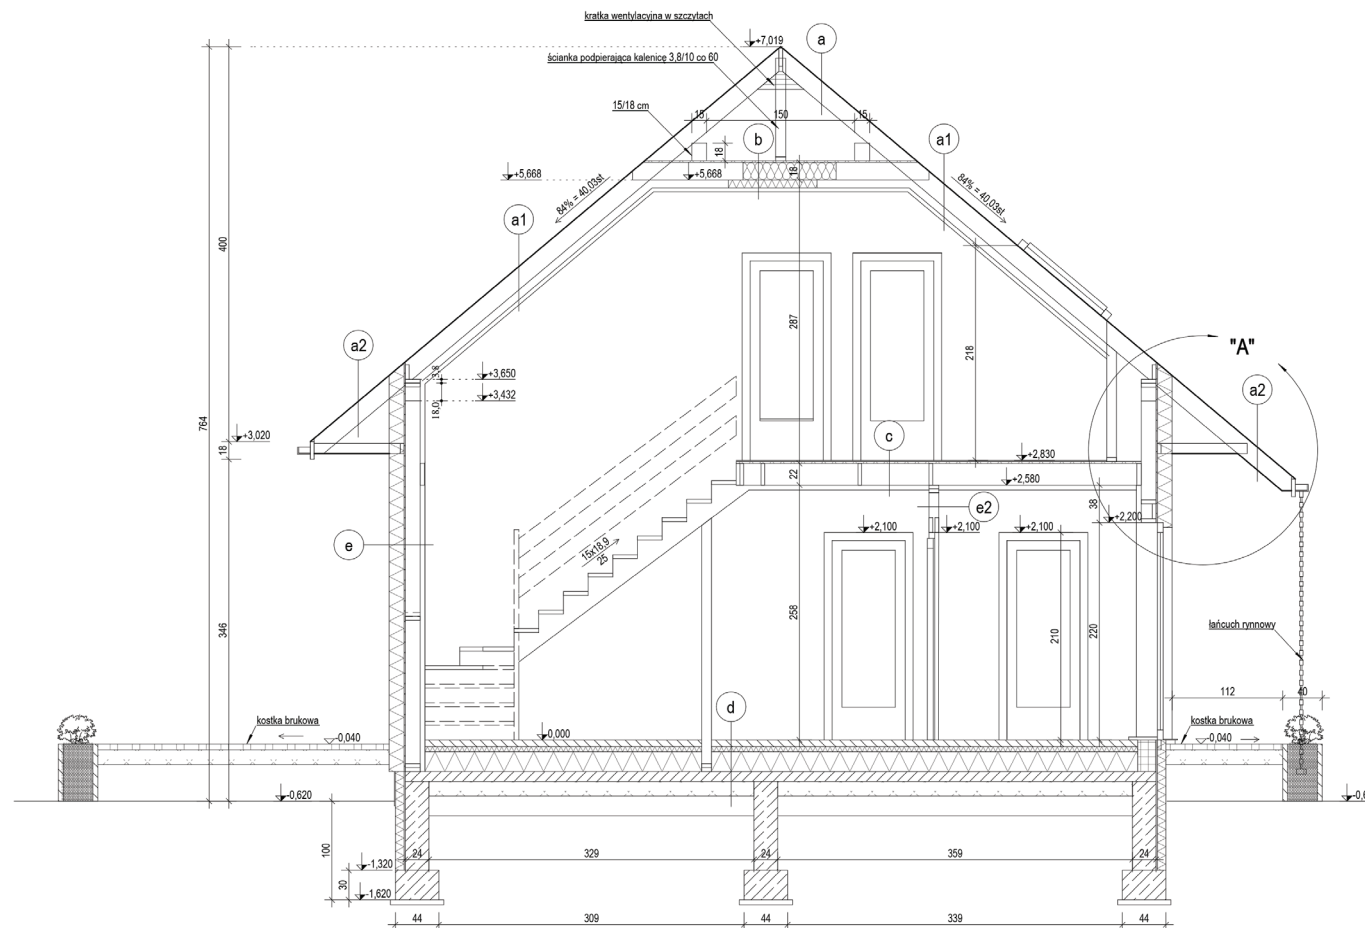 kratka wentylacyjna w szczytach
a
+7,019
ścianka podpierająca kalenicę 3,8/10 co 60
15/18 cm
15
150
15
b
a1
18
+5,668
+5,668
18
84% = 40,03st
84% = 40,03st
a1
400
287
218
a2
"A"
a2
3,8
+3,650
+3,432
18,0
764
+3,020
18
c
+2,830
22
+2,580
38
e2
+2,200
e
+2,100
+2,100
+2,100
15x18,9
25
346
258
210
220
łańcuch rynnowy
112
40
d
kostka brukowa
kostka brukowa
-0,040
0,000
-0,040
-0,620
100
24
329
24
359
24
-1,320
30
-1,620
44
309
44
339
44